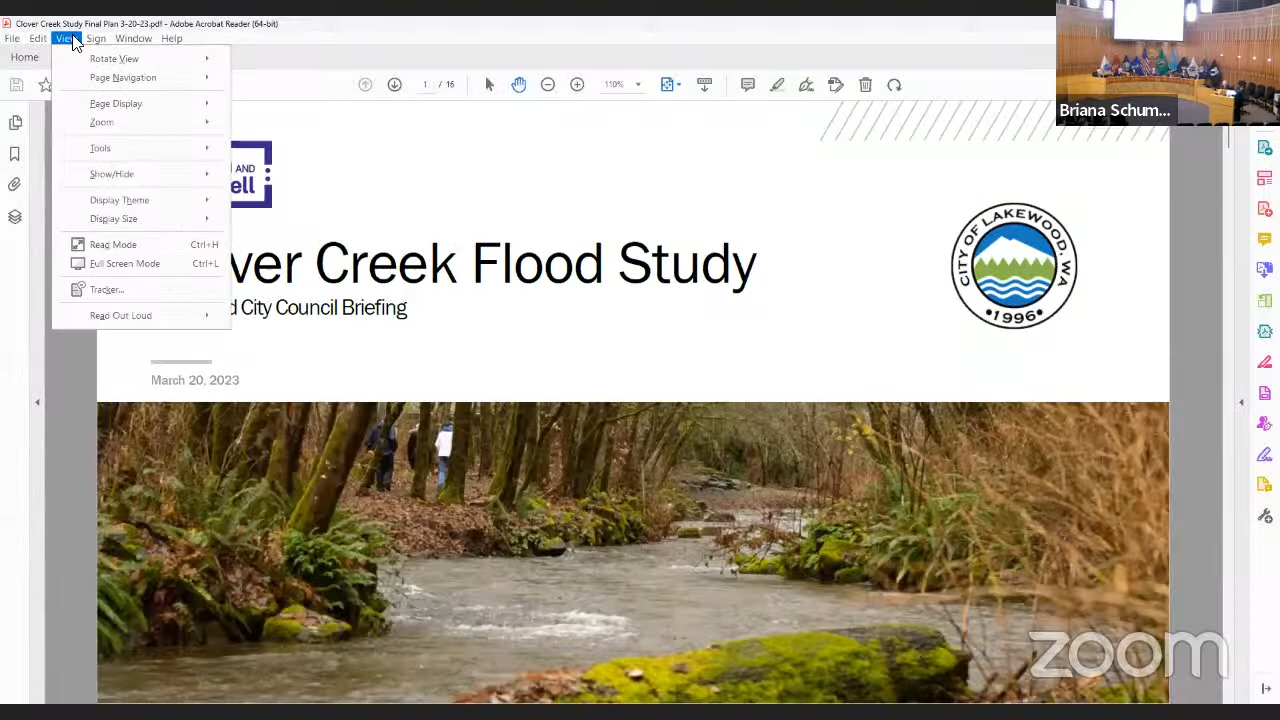 Clover Creek Study Final Plan 3-20-23.pdf - Adobe Acrobat Reader (64-bit)
File Edit View Sign Window Help
Home
/ 16
110%
Rotate View
Page Navigation
Page Display
Zoom
Tools
Show/Hide
Display Theme
Display Size
Read Mode Ctrl+H
Full Screen Mode Ctrl+L
Tracker...
Read Out Loud
Briana Schum...
AND
ell
CITY OF LAKEWOOD, WA
•1996•
ver Creek Flood Study
d City Council Briefing
March 20, 2023
zoom